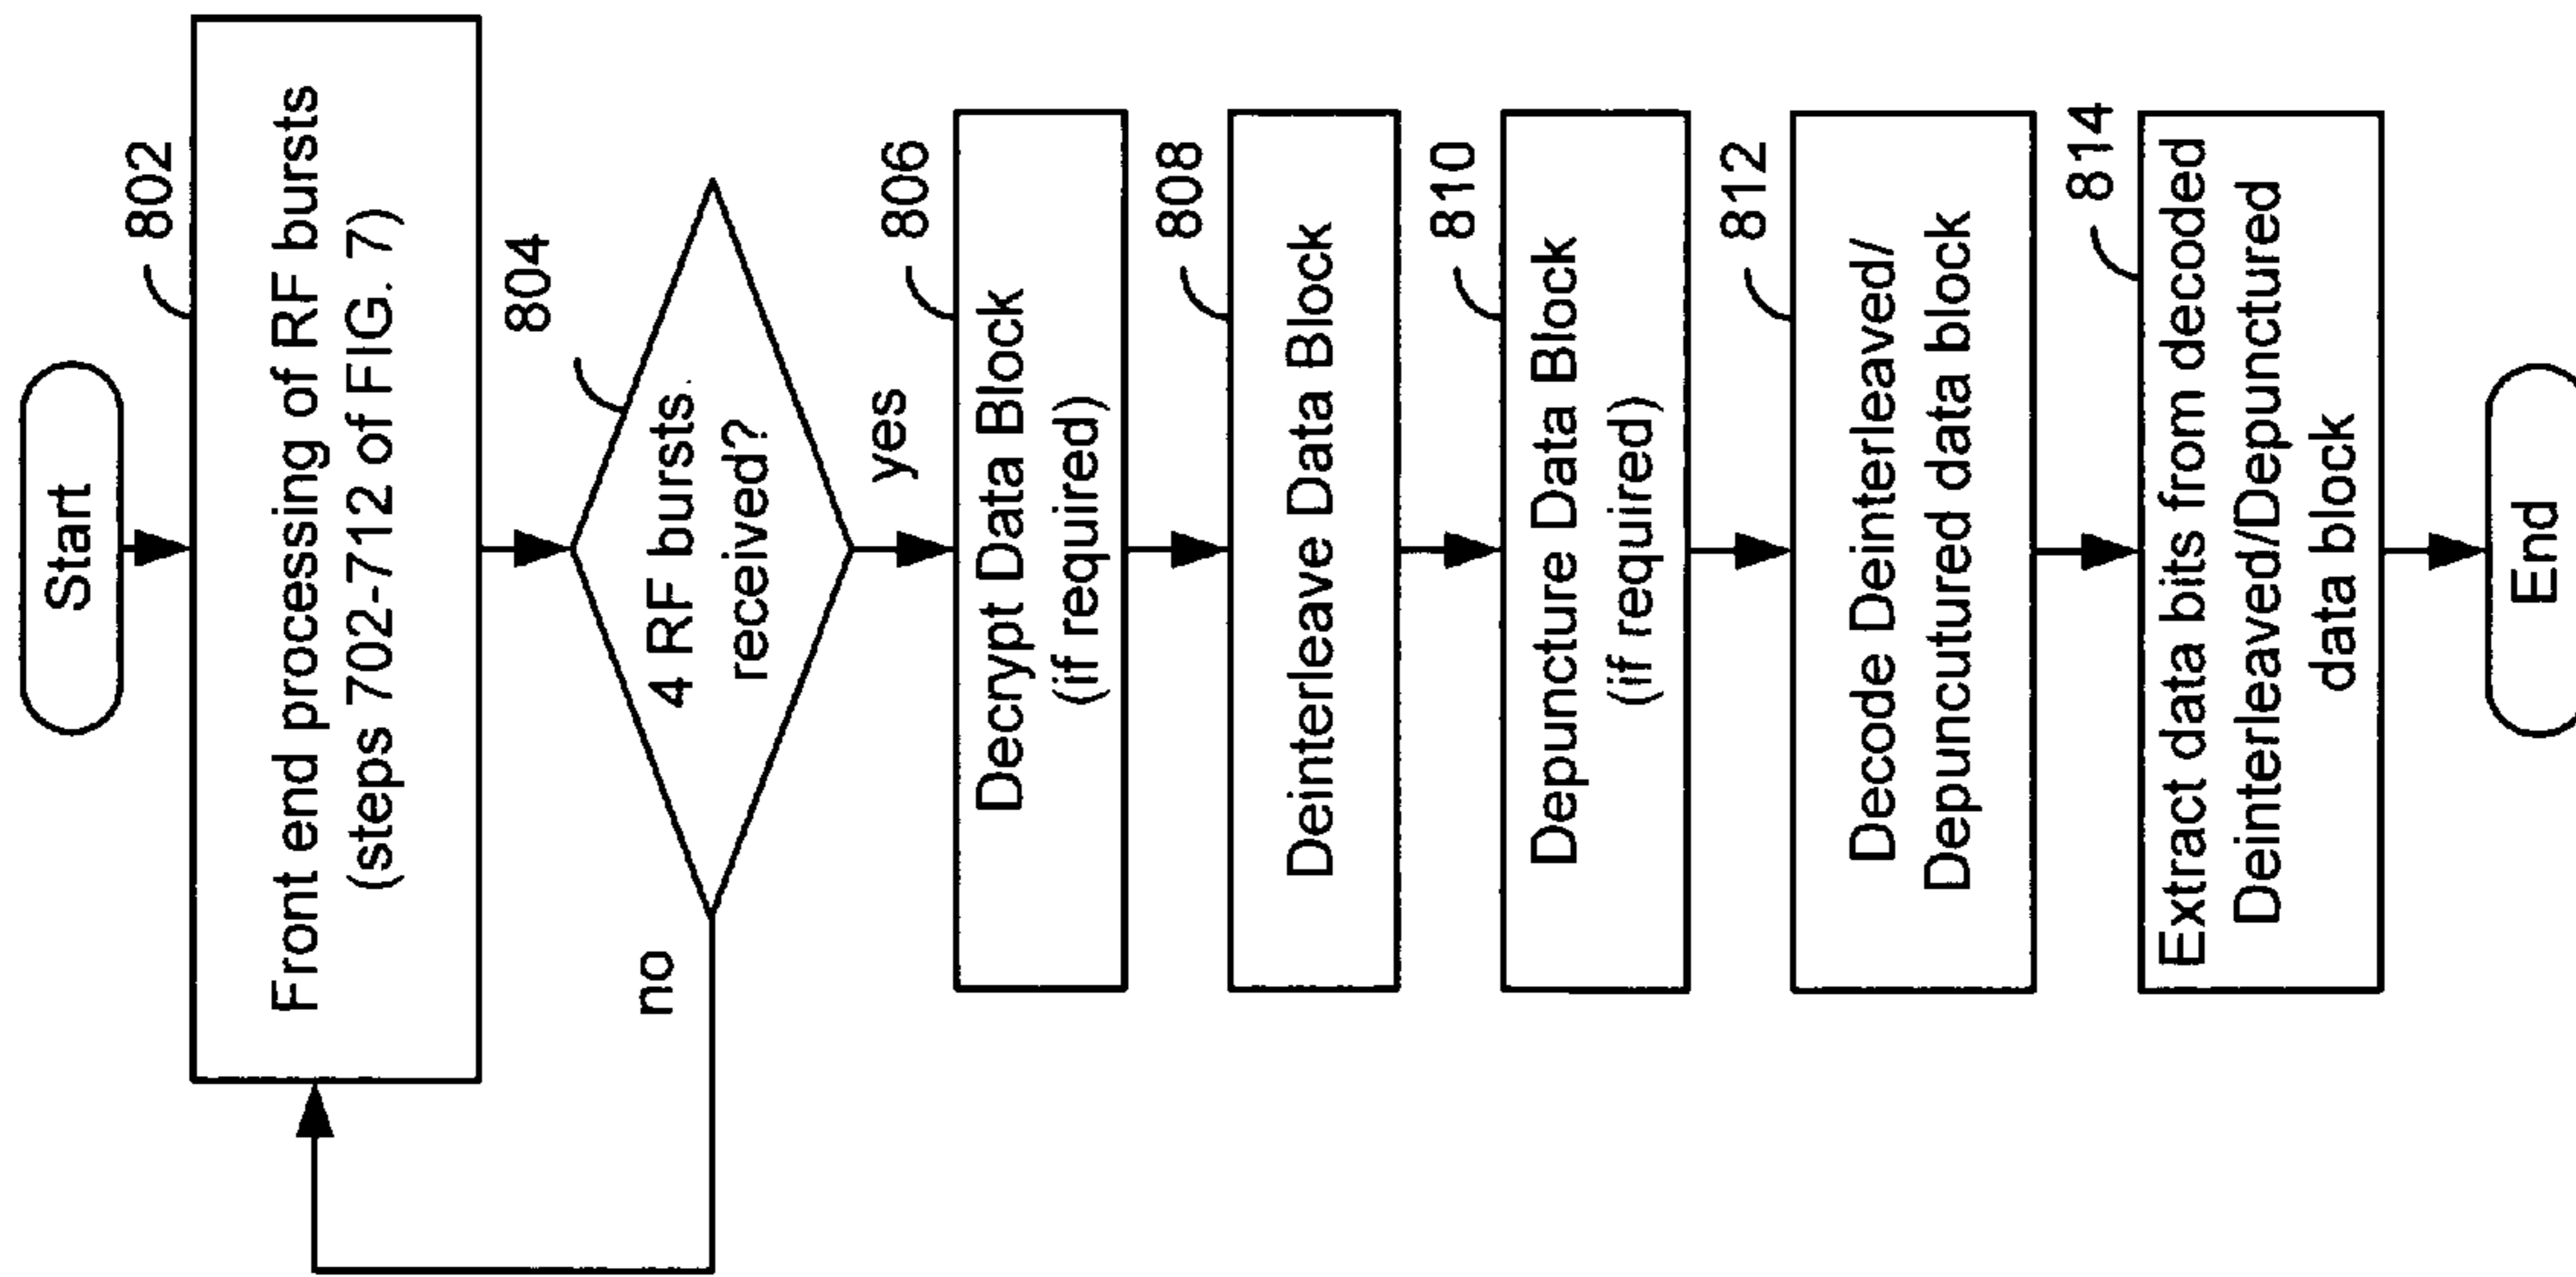 Start
802
Front end processing of RF bursts
(steps 702-712 of FIG. 7)
804
4 RF bursts
received?
no
yes
806
Decrypt Data Block
(if required)
808
Deinterleave Data Block
810
Depuncture Data Block
(if required)
812
Decode Deinterleaved/
Depuncutured data block
814
Extract data bits from decoded
Deinterleaved/Depunctured
data block
End